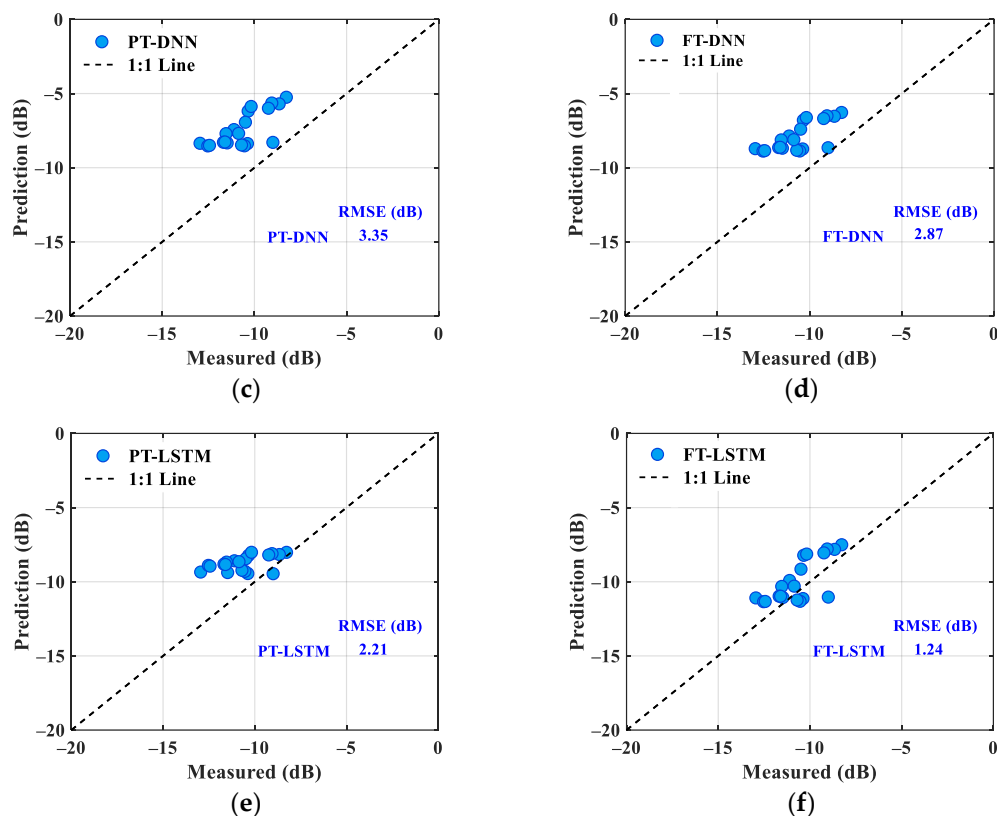 0
−5
−10
−15
−20
Prediction (dB)
PT-DNN
1:1 Line
RMSE (dB)
PT-DNN 3.35
−20 −15 −10 −5 0
Measured (dB)
(c)
0
−5
−10
−15
−20
Prediction (dB)
FT-DNN
1:1 Line
RMSE (dB)
FT-DNN 2.87
−20 −15 −10 −5 0
Measured (dB)
(d)
0
−5
−10
−15
−20
Prediction (dB)
PT-LSTM
1:1 Line
RMSE (dB)
PT-LSTM 2.21
−20 −15 −10 −5 0
Measured (dB)
(e)
0
−5
−10
−15
−20
Prediction (dB)
FT-LSTM
1:1 Line
RMSE (dB)
FT-LSTM 1.24
−20 −15 −10 −5 0
Measured (dB)
(f)